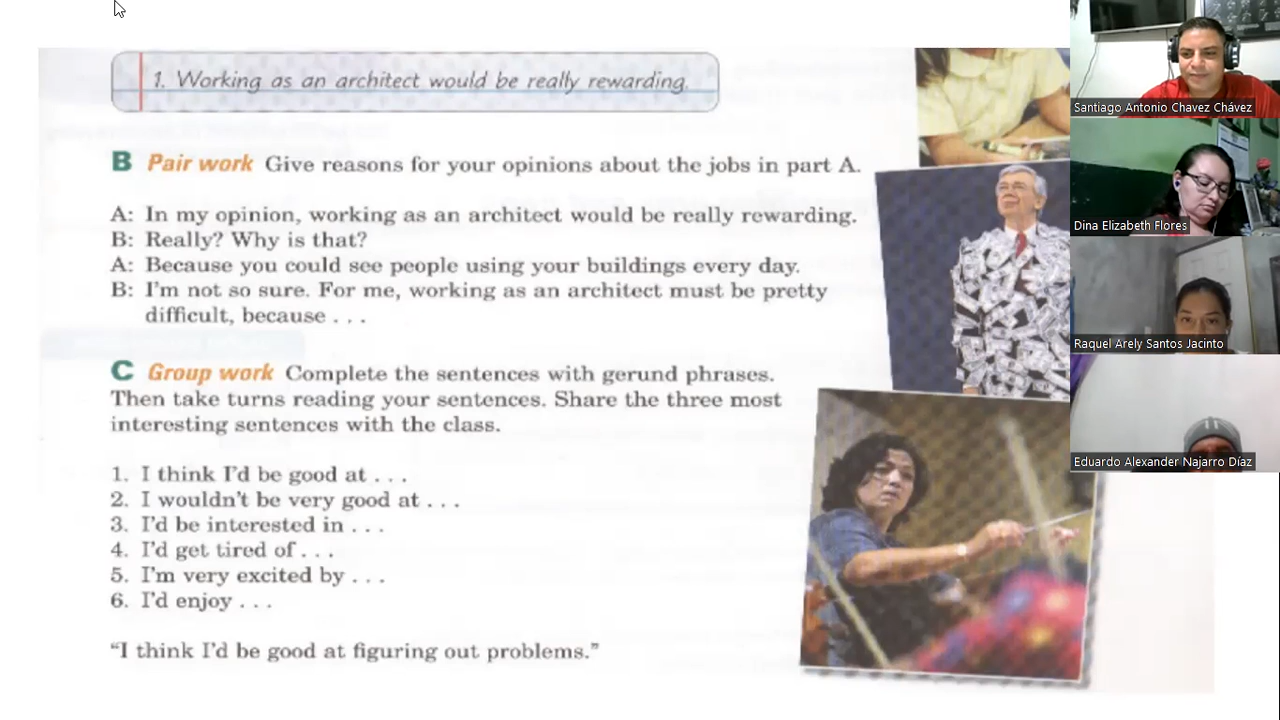 1. Working as an architect would be really rewarding.
B Pair work Give reasons for your opinions about the jobs in part A.
A: In my opinion, working as an architect would be really rewarding.
B: Really? Why is that?
A: Because you could see people using your buildings every day.
B: I'm not so sure. For me, working as an architect must be pretty
difficult, because . . .
C Group work Complete the sentences with gerund phrases.
Then take turns reading your sentences. Share the three most
interesting sentences with the class.
1. I think I'd be good at . . .
2. I wouldn't be very good at . . .
3. I'd be interested in . . .
4. I'd get tired of . . .
5. I'm very excited by . . .
6. I'd enjoy . . .
"I think I'd be good at figuring out problems."
Santiago Antonio Chavez Chávez
Dina Elizabeth Flores
Raquel Arely Santos Jacinto
Eduardo Alexander Najarro Díaz